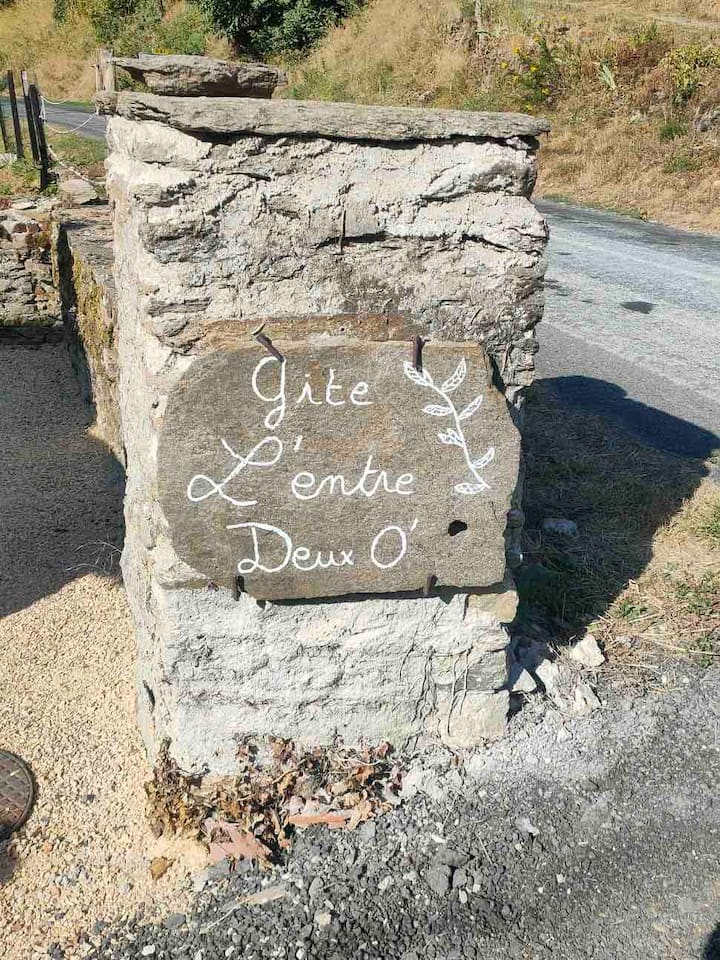 Gite
L'entre
Deux O'